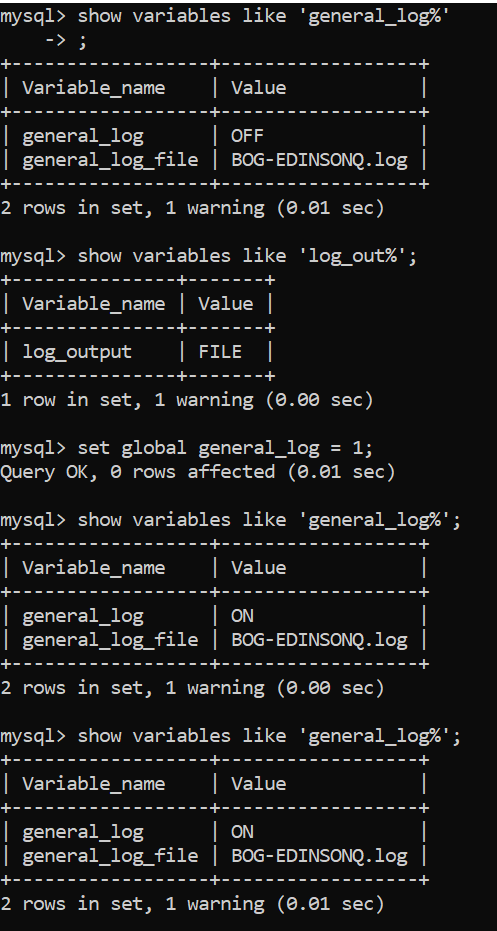 mysql> show variables like 'general_log%'
    -> ;
+------------------+------------------+
| Variable_name    | Value            |
+------------------+------------------+
| general_log      | OFF              |
| general_log_file | BOG-EDINSONQ.log |
+------------------+------------------+
2 rows in set, 1 warning (0.01 sec)

mysql> show variables like 'log_out%';
+---------------+-------+
| Variable_name | Value |
+---------------+-------+
| log_output    | FILE  |
+---------------+-------+
1 row in set, 1 warning (0.00 sec)

mysql> set global general_log = 1;
Query OK, 0 rows affected (0.01 sec)

mysql> show variables like 'general_log%';
+------------------+------------------+
| Variable_name    | Value            |
+------------------+------------------+
| general_log      | ON               |
| general_log_file | BOG-EDINSONQ.log |
+------------------+------------------+
2 rows in set, 1 warning (0.00 sec)

mysql> show variables like 'general_log%';
+------------------+------------------+
| Variable_name    | Value            |
+------------------+------------------+
| general_log      | ON               |
| general_log_file | BOG-EDINSONQ.log |
+------------------+------------------+
2 rows in set, 1 warning (0.01 sec)